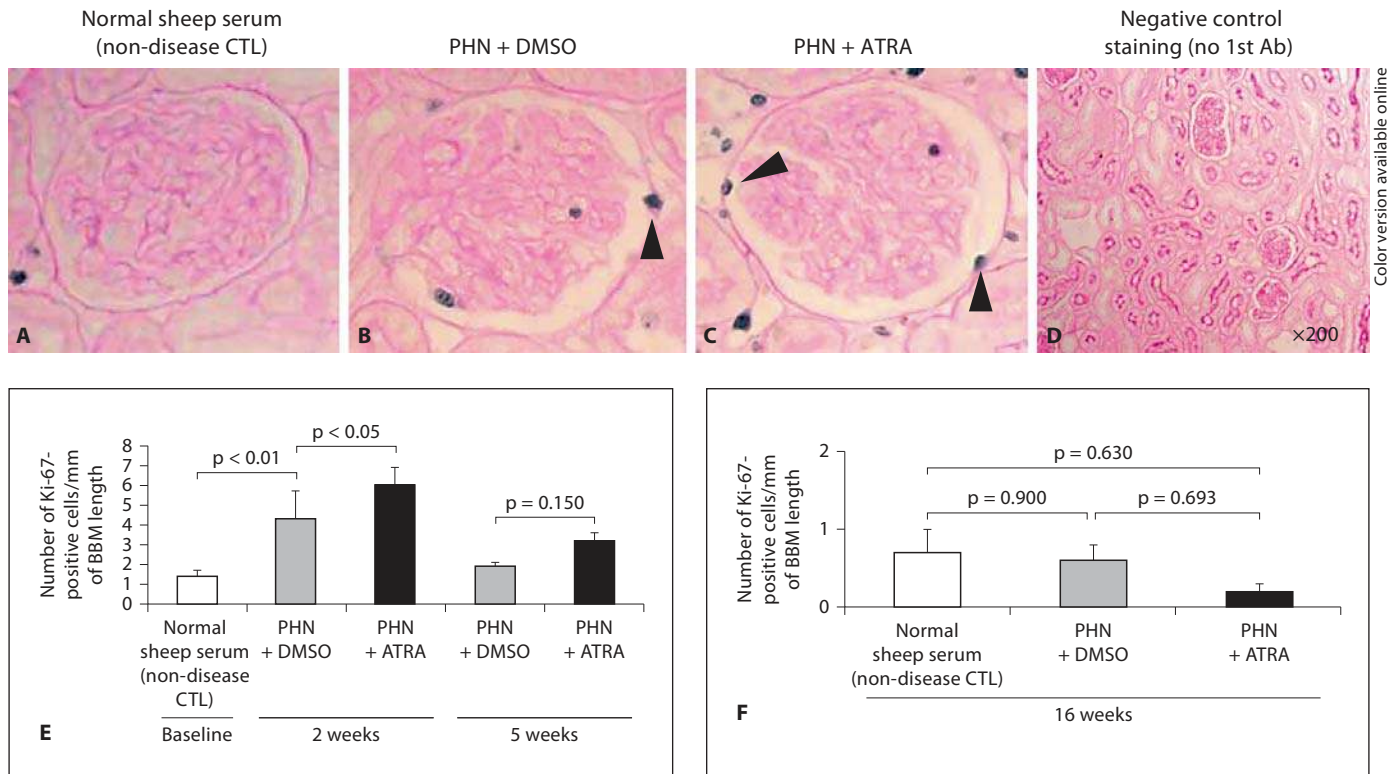 Normal sheep serum
(non-disease CTL)
PHN + DMSO
PHN + ATRA
Negative control
staining (no 1st Ab)
A
B
C
D
×200
Color version available online
Number of Ki-67-
positive cells/mm
of BBM length
8
7
6
5
4
3
2
1
0
p < 0.01
p < 0.05
p = 0.150
Normal
sheep serum
(non-disease
CTL)
PHN
+ DMSO
PHN
+ ATRA
PHN
+ DMSO
PHN
+ ATRA
Baseline
2 weeks
5 weeks
E
Number of Ki-67-
positive cells/mm
of BBM length
2
1
0
p = 0.630
p = 0.900
p = 0.693
Normal
sheep serum
(non-disease CTL)
PHN
+ DMSO
PHN
+ ATRA
16 weeks
F